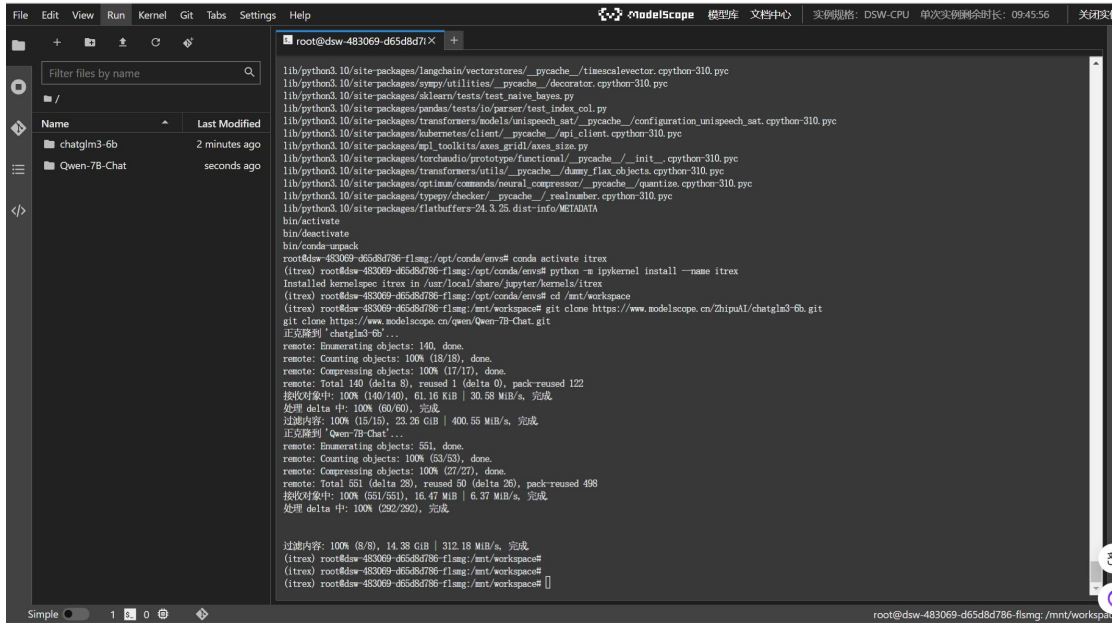 File Edit View Run Kernel Git Tabs Settings Help
ModelScope 模型库 文档中心 实例规格: DSW-CPU 单次实例剩余时长: 09:45:56 关闭实例
root@dsw-483069-d65d8d78
Filter files by name
/
Name Last Modified
chatglm3-6b 2 minutes ago
Qwen-7B-Chat seconds ago
lib/python3.10/site-packages/langchain/vectorstores/__pycache__/timescalevector.cpython-310.pyc
lib/python3.10/site-packages/sympy/utilities/__pycache__/decorator.cpython-310.pyc
lib/python3.10/site-packages/sklearn/tests/test_naive_bayes.py
lib/python3.10/site-packages/pandas/tests/io/parser/test_index_col.py
lib/python3.10/site-packages/transformers/models/unispeech_sat/__pycache__/configuration_unispeech_sat.cpython-310.pyc
lib/python3.10/site-packages/kubernetes/client/__pycache__/api_client.cpython-310.pyc
lib/python3.10/site-packages/mpl_toolkits/axes_grid1/axes_size.py
lib/python3.10/site-packages/torchaudio/prototype/functional/__pycache__/__init__.cpython-310.pyc
lib/python3.10/site-packages/transformers/utils/__pycache__/dummy_flax_objects.cpython-310.pyc
lib/python3.10/site-packages/optimum/commands/neural_compressor/__pycache__/quantize.cpython-310.pyc
lib/python3.10/site-packages/typepy/checker/__pycache__/_realnumber.cpython-310.pyc
lib/python3.10/site-packages/flatbuffers-24.3.25.dist-info/METADATA
bin/activate
bin/deactivate
bin/conda-unpack
root@dsw-483069-d65d8d786-flsmg:/opt/conda/envs# conda activate itrex
(itrex) root@dsw-483069-d65d8d786-flsmg:/opt/conda/envs# python -m ipykernel install --name itrex
Installed kernelspec itrex in /usr/local/share/jupyter/kernels/itrex
(itrex) root@dsw-483069-d65d8d786-flsmg:/opt/conda/envs# cd /mnt/workspace
(itrex) root@dsw-483069-d65d8d786-flsmg:/mnt/workspace# git clone https://www.modelscope.cn/ZhipuAI/chatglm3-6b.git
git clone https://www.modelscope.cn/qwen/Qwen-7B-Chat.git
正克隆到 'chatglm3-6b'...
remote: Enumerating objects: 140, done.
remote: Counting objects: 100% (18/18), done.
remote: Compressing objects: 100% (17/17), done.
remote: Total 140 (delta 8), reused 1 (delta 0), pack-reused 122
接收对象中: 100% (140/140), 61.16 KiB | 30.58 MiB/s, 完成.
处理 delta 中: 100% (60/60), 完成.
过滤内容: 100% (15/15), 23.26 GiB | 400.55 MiB/s, 完成.
正克隆到 'Qwen-7B-Chat'...
remote: Enumerating objects: 551, done.
remote: Counting objects: 100% (53/53), done.
remote: Compressing objects: 100% (27/27), done.
remote: Total 551 (delta 28), reused 50 (delta 26), pack-reused 498
接收对象中: 100% (551/551), 16.47 MiB | 6.37 MiB/s, 完成.
处理 delta 中: 100% (292/292), 完成.
过滤内容: 100% (8/8), 14.38 GiB | 312.18 MiB/s, 完成.
(itrex) root@dsw-483069-d65d8d786-flsmg:/mnt/workspace#
(itrex) root@dsw-483069-d65d8d786-flsmg:/mnt/workspace#
(itrex) root@dsw-483069-d65d8d786-flsmg:/mnt/workspace#
Simple 1 0 root@dsw-483069-d65d8d786-flsmg: /mnt/workspac